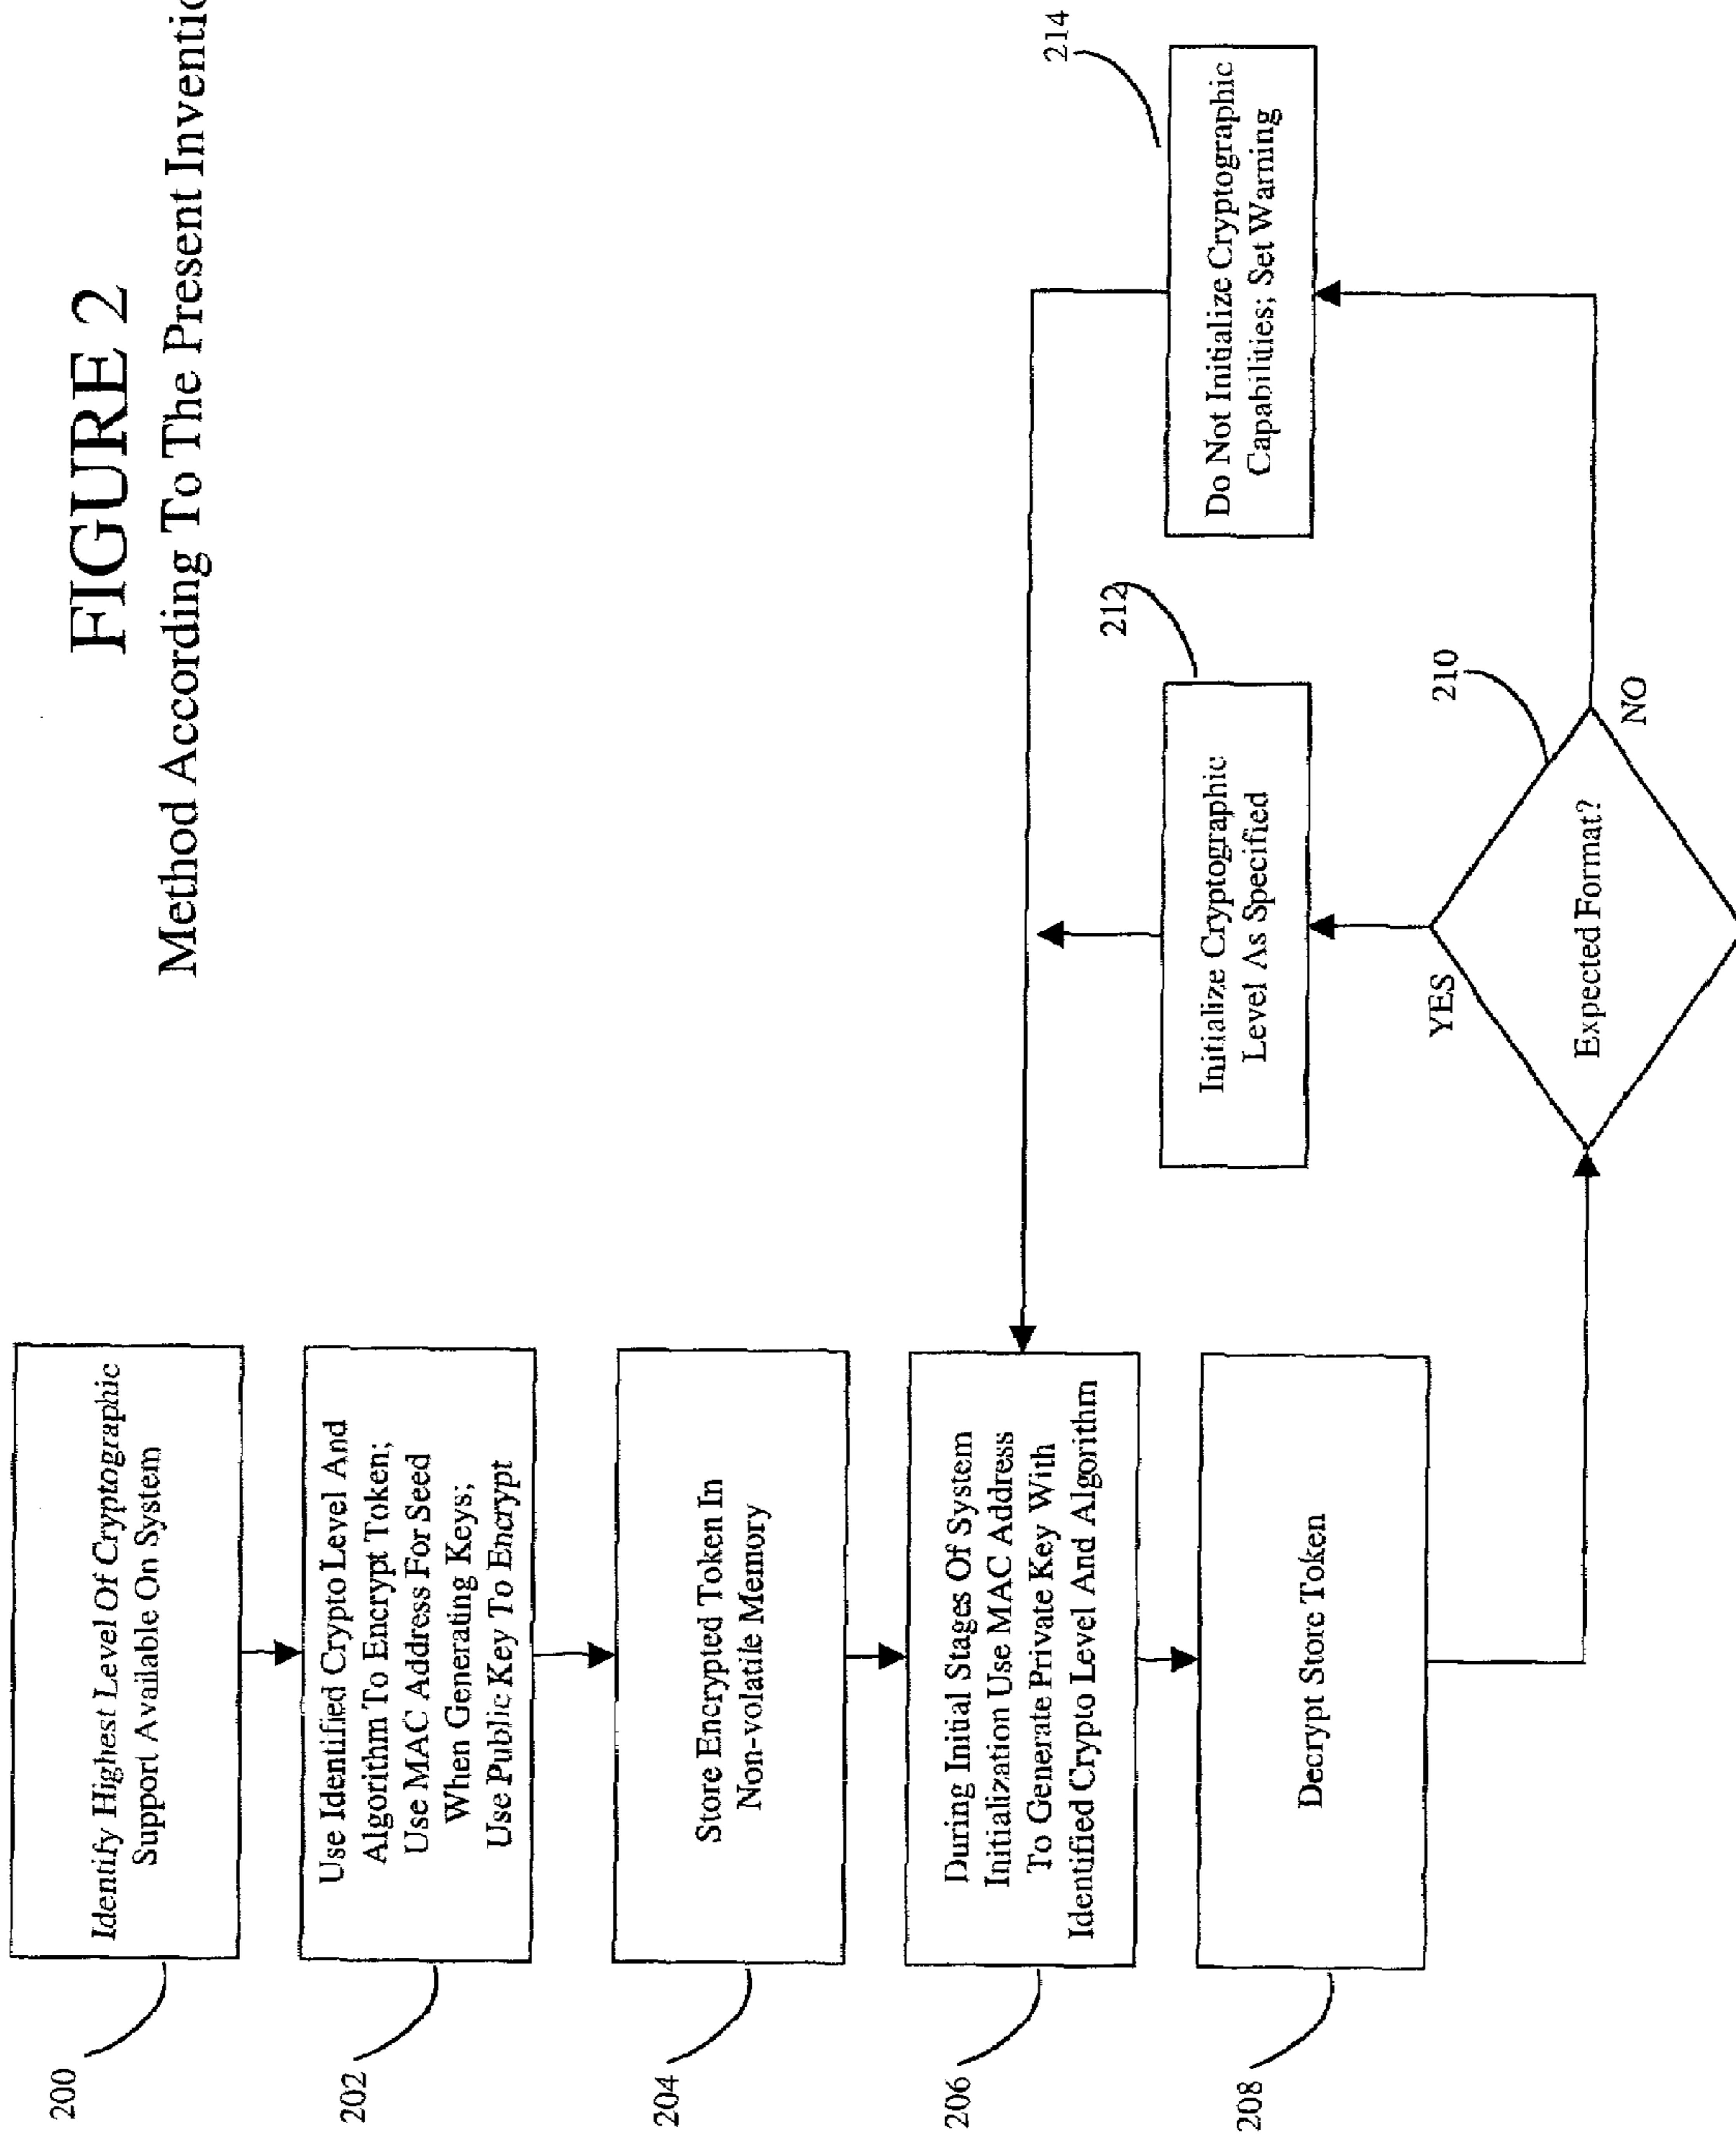 FIGURE 2
Method According To The Present
200
Identify Highest Level Of Cryptographic
Support Available On System
202
Use Identified Crypto Level And
Algorithm To Encrypt Token;
Use MAC Address For Seed
When Generating Keys;
Use Public Key To Encrypt
204
Store Encrypted Token In
Non-volatile Memory
206
During Initial Stages Of System
Initialization Use MAC Address
To Generate Private Key With
Identified Crypto Level And Algorithm
208
Decrypt Store Token
210
Expected Format?
YES
NO
212
Initialize Cryptographic
Level As Specified
214
Do Not Initialize Cryptographic
Capabilities; Set Warning